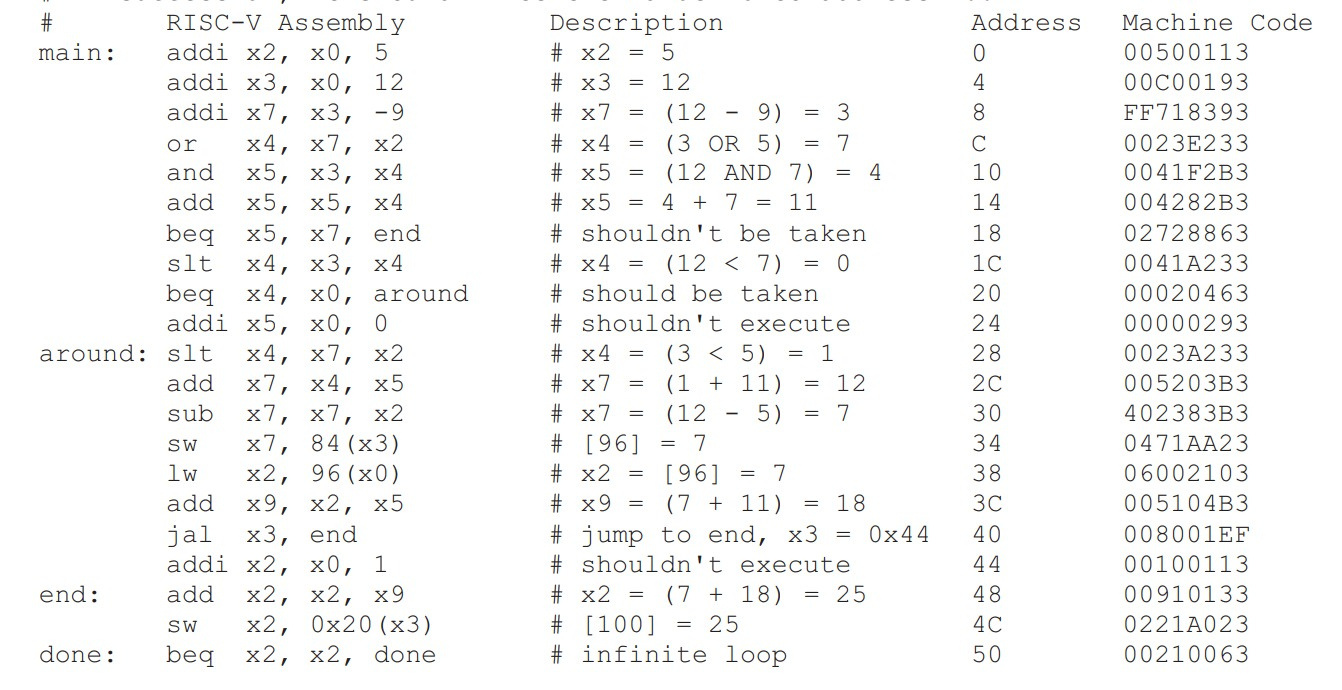 # RISC-V Assembly Description Address Machine Code
main: addi x2, x0, 5 # x2 = 5 0 00500113
addi x3, x0, 12 # x3 = 12 4 00C00193
addi x7, x3, -9 # x7 = (12 - 9) = 3 8 FF718393
or x4, x7, x2 # x4 = (3 OR 5) = 7 C 0023E233
and x5, x3, x4 # x5 = (12 AND 7) = 4 10 0041F2B3
add x5, x5, x4 # x5 = 4 + 7 = 11 14 004282B3
beq x5, x7, end # shouldn't be taken 18 02728863
slt x4, x3, x4 # x4 = (12 < 7) = 0 1C 0041A233
beq x4, x0, around # should be taken 20 00020463
addi x5, x0, 0 # shouldn't execute 24 00000293
around: slt x4, x7, x2 # x4 = (3 < 5) = 1 28 0023A233
add x7, x4, x5 # x7 = (1 + 11) = 12 2C 005203B3
sub x7, x7, x2 # x7 = (12 - 5) = 7 30 402383B3
sw x7, 84(x3) # [96] = 7 34 0471AA23
lw x2, 96(x0) # x2 = [96] = 7 38 06002103
add x9, x2, x5 # x9 = (7 + 11) = 18 3C 005104B3
jal x3, end # jump to end, x3 = 0x44 40 008001EF
addi x2, x0, 1 # shouldn't execute 44 00100113
end: add x2, x2, x9 # x2 = (7 + 18) = 25 48 00910133
sw x2, 0x20(x3) # [100] = 25 4C 0221A023
done: beq x2, x2, done # infinite loop 50 00210063